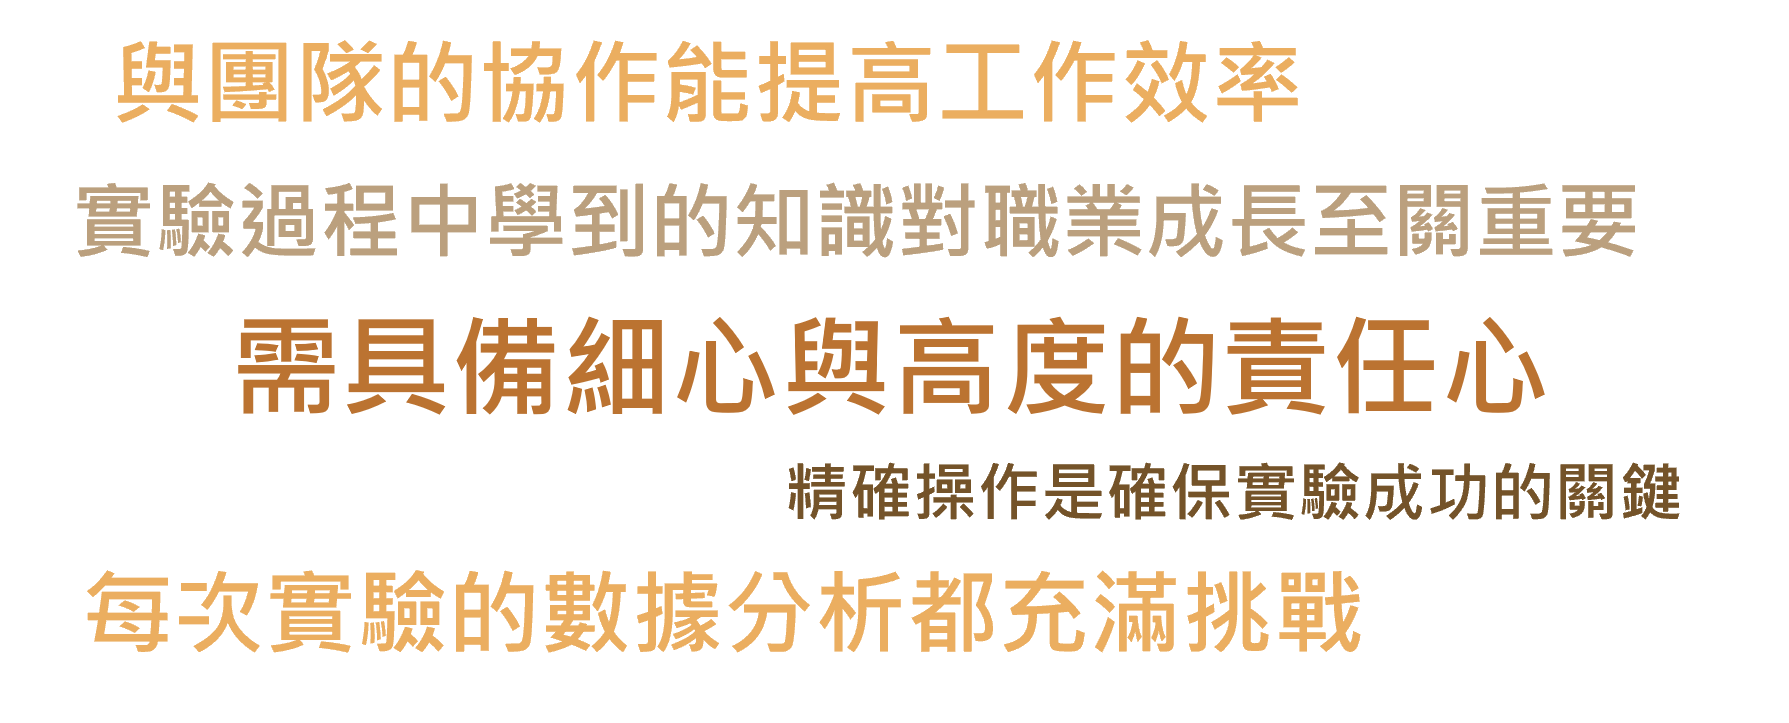 與團隊的協作能提高工作效率
實驗過程中學到的知識對職業成長至關重要
需具備細心與高度的責任心
精確操作是確保實驗成功的關鍵
每次實驗的數據分析都充滿挑戰